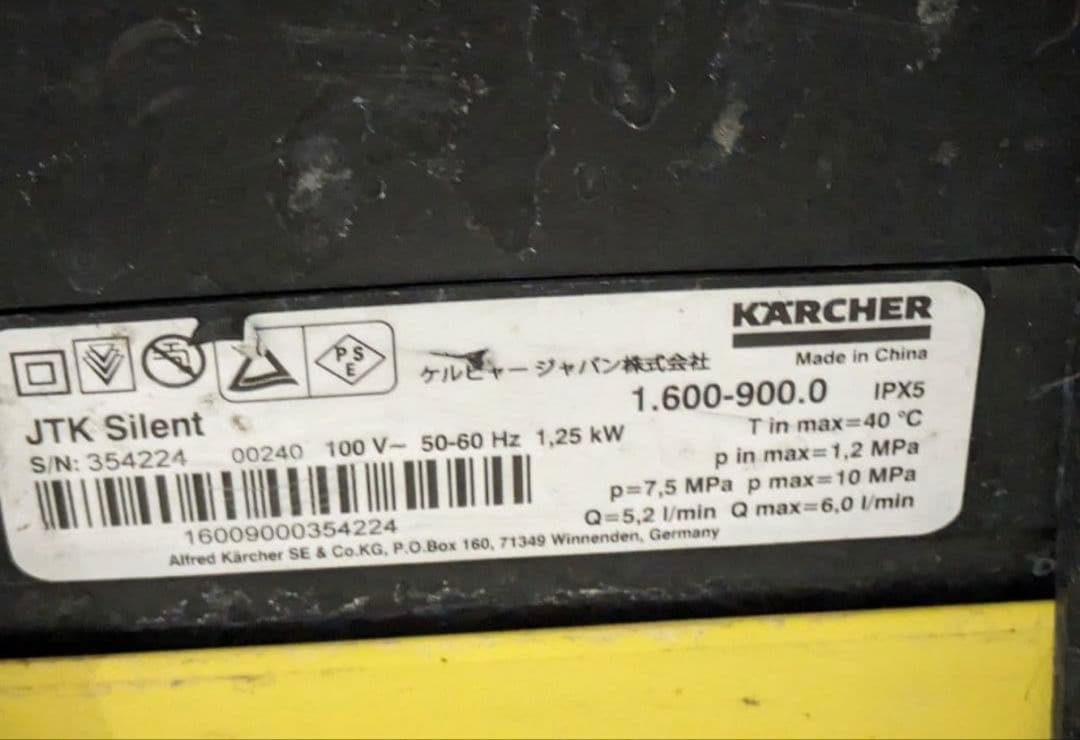 KÄRCHER
Made in China
PSE
ケルヒャー ジャパン株式会社
1.600-900.0 IPX5
JTK Silent
T in max=40 °C
S/N: 354224 00240 100 V~ 50-60 Hz 1,25 kW
p in max=1,2 MPa
p=7,5 MPa p max=10 MPa
Q=5,2 l/min Q max=6,0 l/min
16009000354224
Alfred Kärcher SE & Co.KG, P.O.Box 160, 71349 Winnenden, Germany